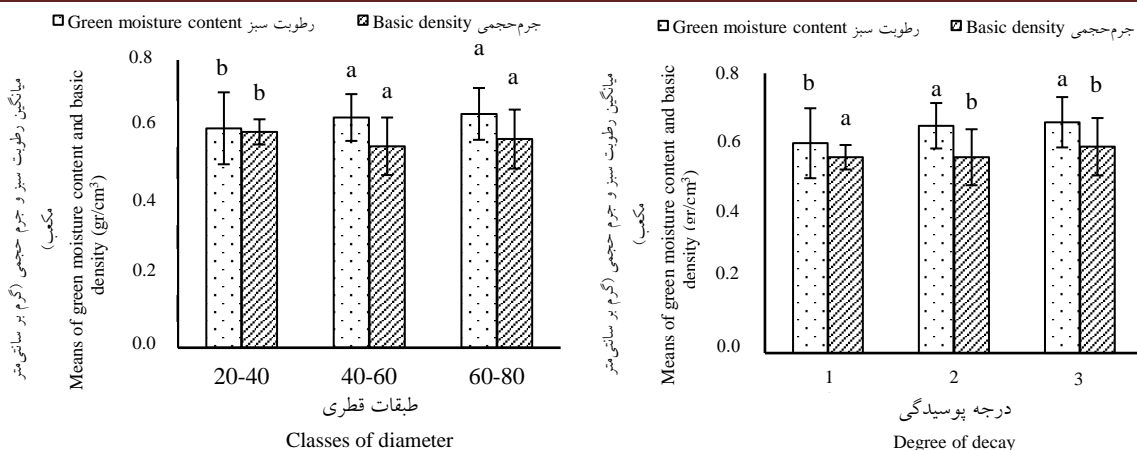 Green moisture content رطوبت سبز Basic density جرم‌حجمی
میانگین رطوبت سبز و جرم حجمی (گرم بر سانتی‌متر
مکعب)
Means of green moisture content and basic
density (gr/cm³)
0.8
0.6
0.4
0.2
0.0
b b a a a a
20-40 40-60 60-80
طبقات قطری
Classes of diameter
Green moisture content رطوبت سبز Basic density جرم‌حجمی
میانگین رطوبت سبز و جرم حجمی (گرم بر سانتی‌متر
مکعب)
Means of green moisture content and basic
density (gr/cm³)
0.8
0.6
0.4
0.2
0.0
b a a b a b
1 2 3
درجه پوسیدگی
Degree of decay